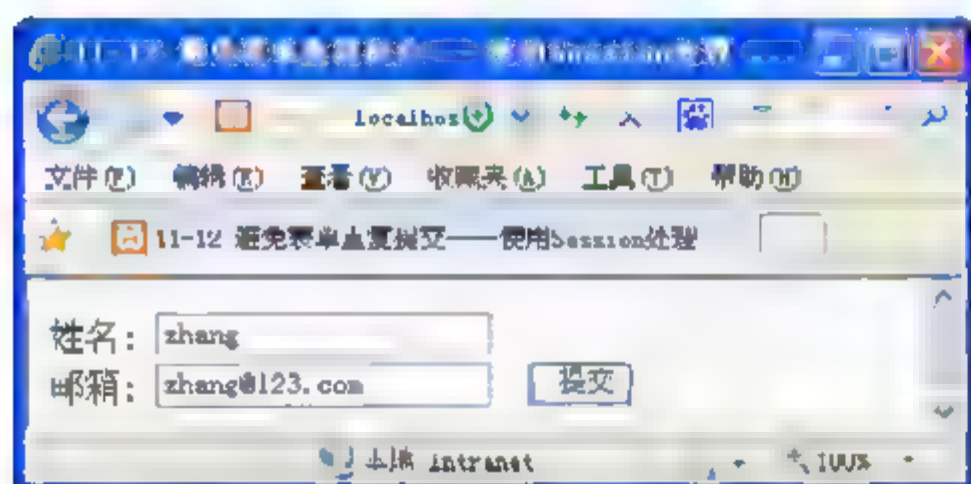 localhos
文件(F) 编辑(E) 查看(V) 收藏夹(A) 工具(T) 帮助(H)
11-12 避免表单重复提交——使用Session处理
姓名: zhang
邮箱: zhang@123.com 提交
本地 intranet 100%